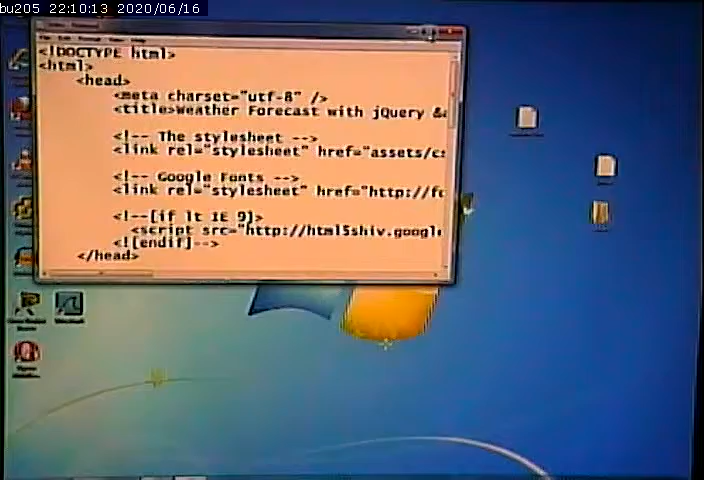 bu205 22:10:13 2020/06/16
<!DOCTYPE html>
<html>
<head>
<meta charset="utf-8" />
<title>Weather Forecast with jQuery &
<!-- The stylesheet -->
<link rel="stylesheet" href="assets/c
<!-- Google Fonts -->
<link rel="stylesheet" href="http://f
<!--[if lt IE 9]>
<script src="http://html5shiv.google
<![endif]-->
</head>